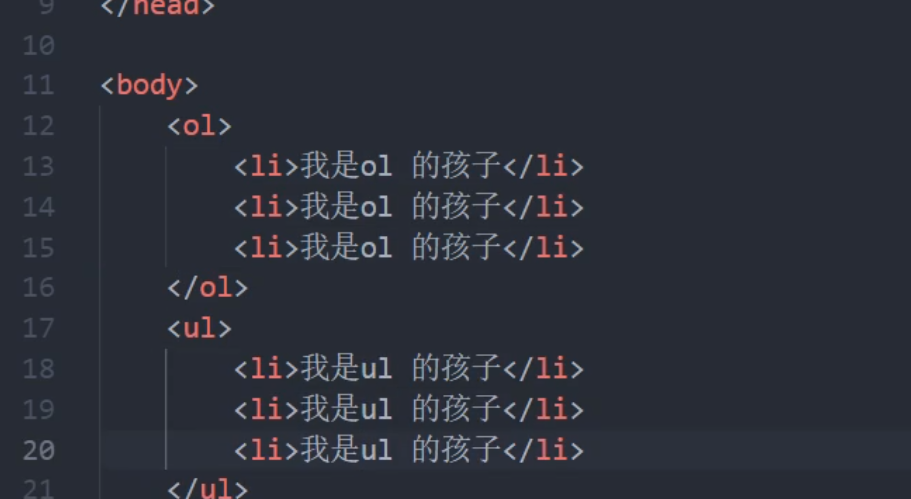 9 </head>
10
11 <body>
12 <ol>
13 <li>我是ol 的孩子</li>
14 <li>我是ol 的孩子</li>
15 <li>我是ol 的孩子</li>
16 </ol>
17 <ul>
18 <li>我是ul 的孩子</li>
19 <li>我是ul 的孩子</li>
20 <li>我是ul 的孩子</li>
21 </ul>